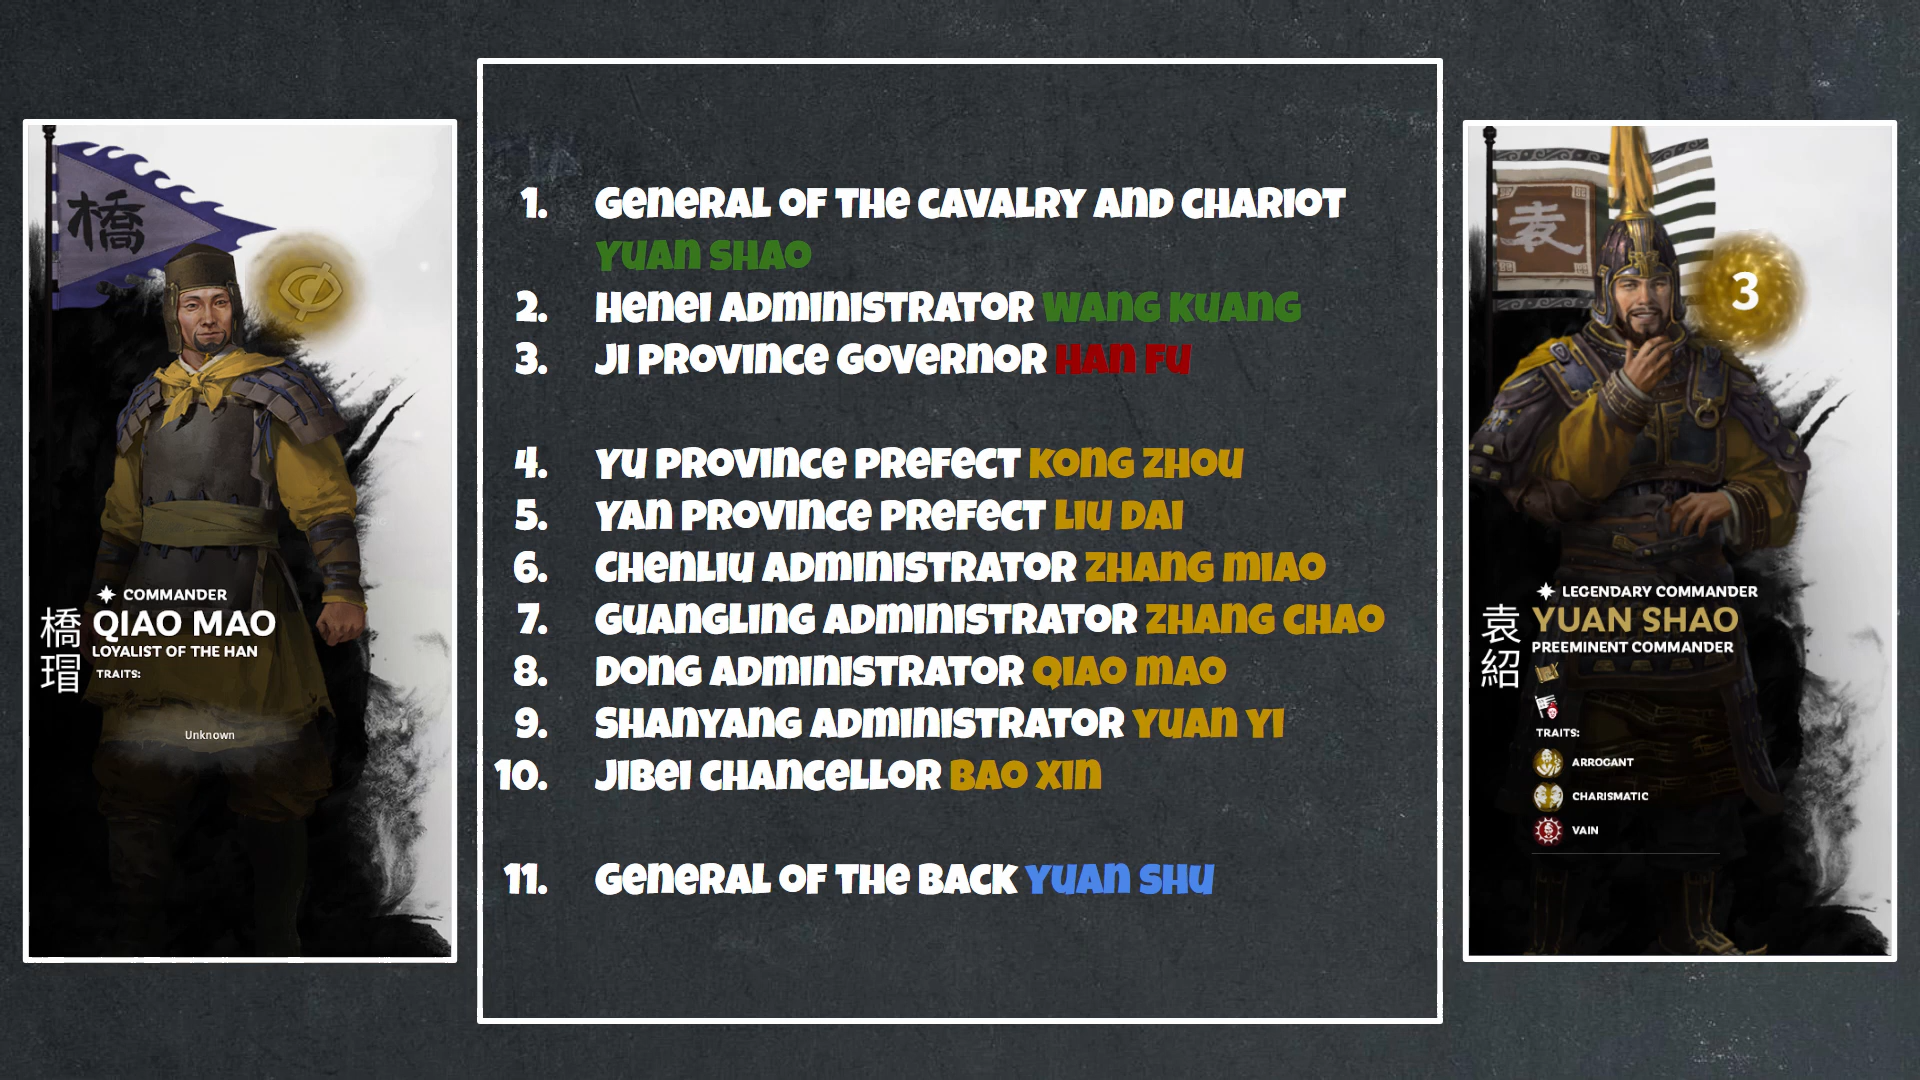 橋
橋瑁
COMMANDER
QIAO MAO
LOYALIST OF THE HAN
TRAITS:
Unknown
1. General of the Cavalry and Chariot
Yuan Shao
2. Henei Administrator Wang Kuang
3. Ji Province Governor Han Fu
4. Yu Province Prefect Kong Zhou
5. Yan Province Prefect Liu Dai
6. Chenliu Administrator Zhang Miao
7. Guangling Administrator Zhang Chao
8. Dong Administrator Qiao Mao
9. Shanyang Administrator Yuan Yi
10. Jibei Chancellor Bao Xin
11. General of the Back Yuan Shu
袁
3
袁紹
LEGENDARY COMMANDER
YUAN SHAO
PREEMINENT COMMANDER
TRAITS:
ARROGANT
CHARISMATIC
VAIN